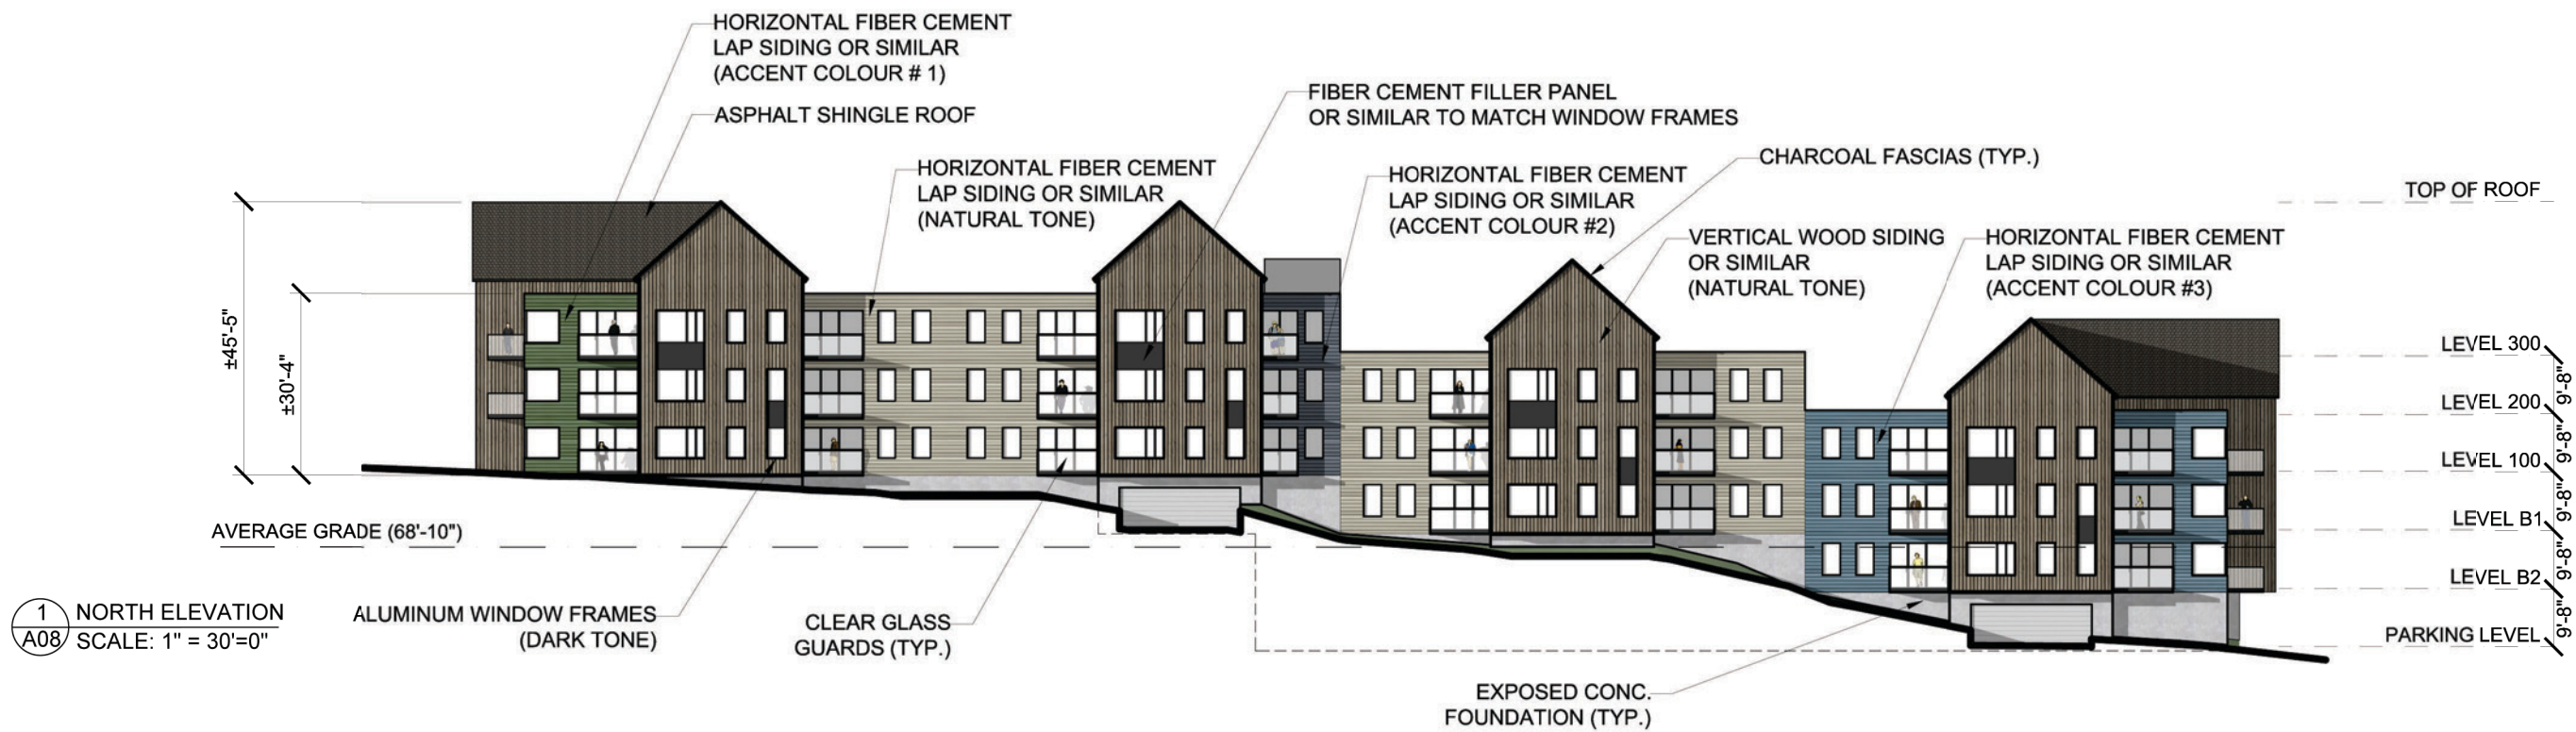 HORIZONTAL FIBER CEMENT
LAP SIDING OR SIMILAR
(ACCENT COLOUR # 1)
ASPHALT SHINGLE ROOF
HORIZONTAL FIBER CEMENT
LAP SIDING OR SIMILAR
(NATURAL TONE)
FIBER CEMENT FILLER PANEL
OR SIMILAR TO MATCH WINDOW FRAMES
HORIZONTAL FIBER CEMENT
LAP SIDING OR SIMILAR
(ACCENT COLOUR #2)
CHARCOAL FASCIAS (TYP.)
VERTICAL WOOD SIDING
OR SIMILAR
(NATURAL TONE)
HORIZONTAL FIBER CEMENT
LAP SIDING OR SIMILAR
(ACCENT COLOUR #3)
TOP OF ROOF
LEVEL 300
9'-8"
LEVEL 200
9'-8"
LEVEL 100
9'-8"
LEVEL B1
9'-8"
LEVEL B2
9'-8"
PARKING LEVEL
±45'-5"
±30'-4"
AVERAGE GRADE (68'-10")
1
A08
NORTH ELEVATION
SCALE: 1" = 30'=0"
ALUMINUM WINDOW FRAMES
(DARK TONE)
CLEAR GLASS
GUARDS (TYP.)
EXPOSED CONC.
FOUNDATION (TYP.)